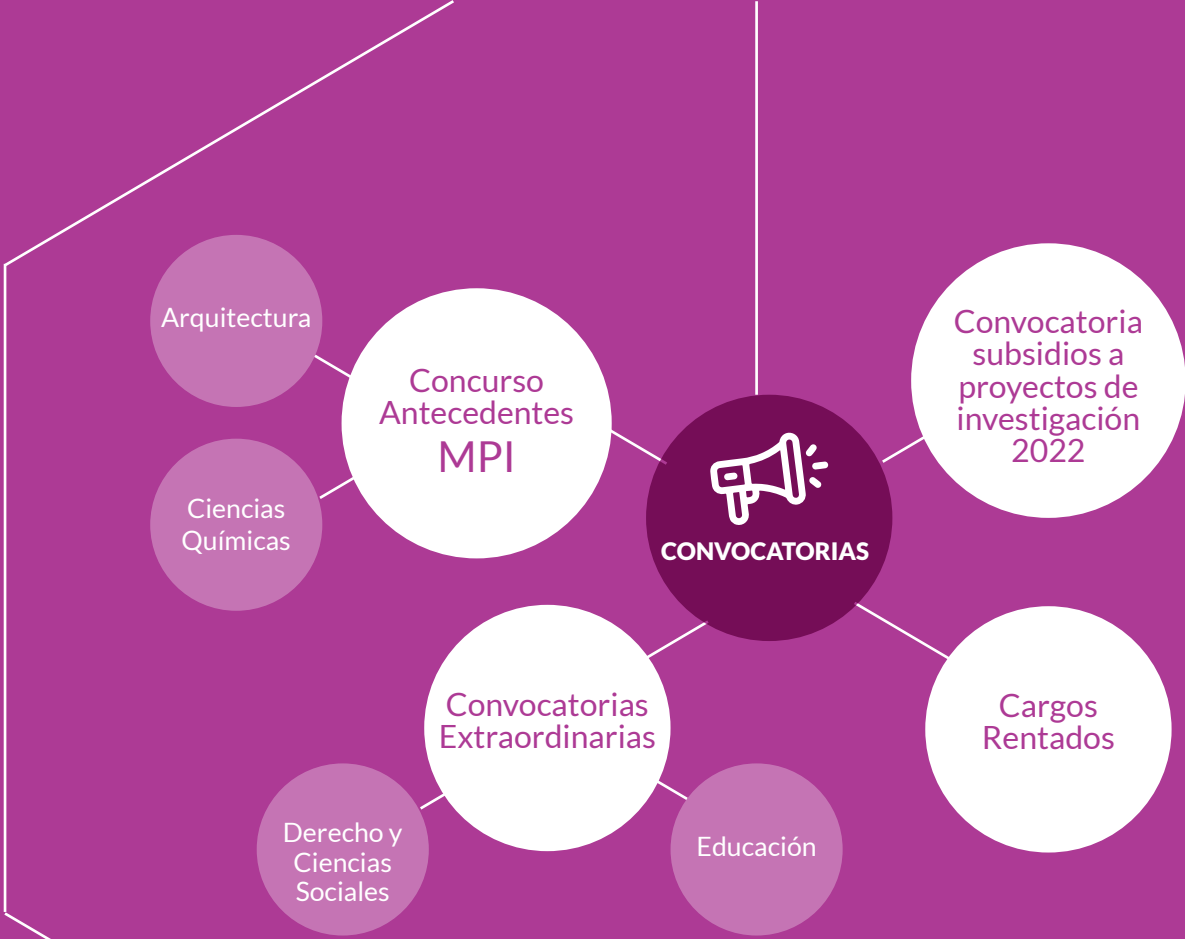 Arquitectura
Concurso
Antecedentes
MPI
Convocatoria
subsidios a
proyectos de
investigación
2022
Ciencias
Químicas
CONVOCATORIAS
Convocatorias
Extraordinarias
Cargos
Rentados
Derecho y
Ciencias
Sociales
Educación